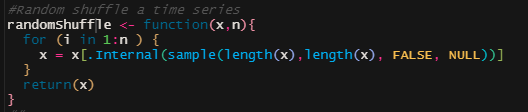 #Random shuffle a time series
randomShuffle <- function(x,n){
  for (i in 1:n ) {
    x = x[.Internal(sample(length(x),length(x), FALSE, NULL))]
  }
  return(x)
}